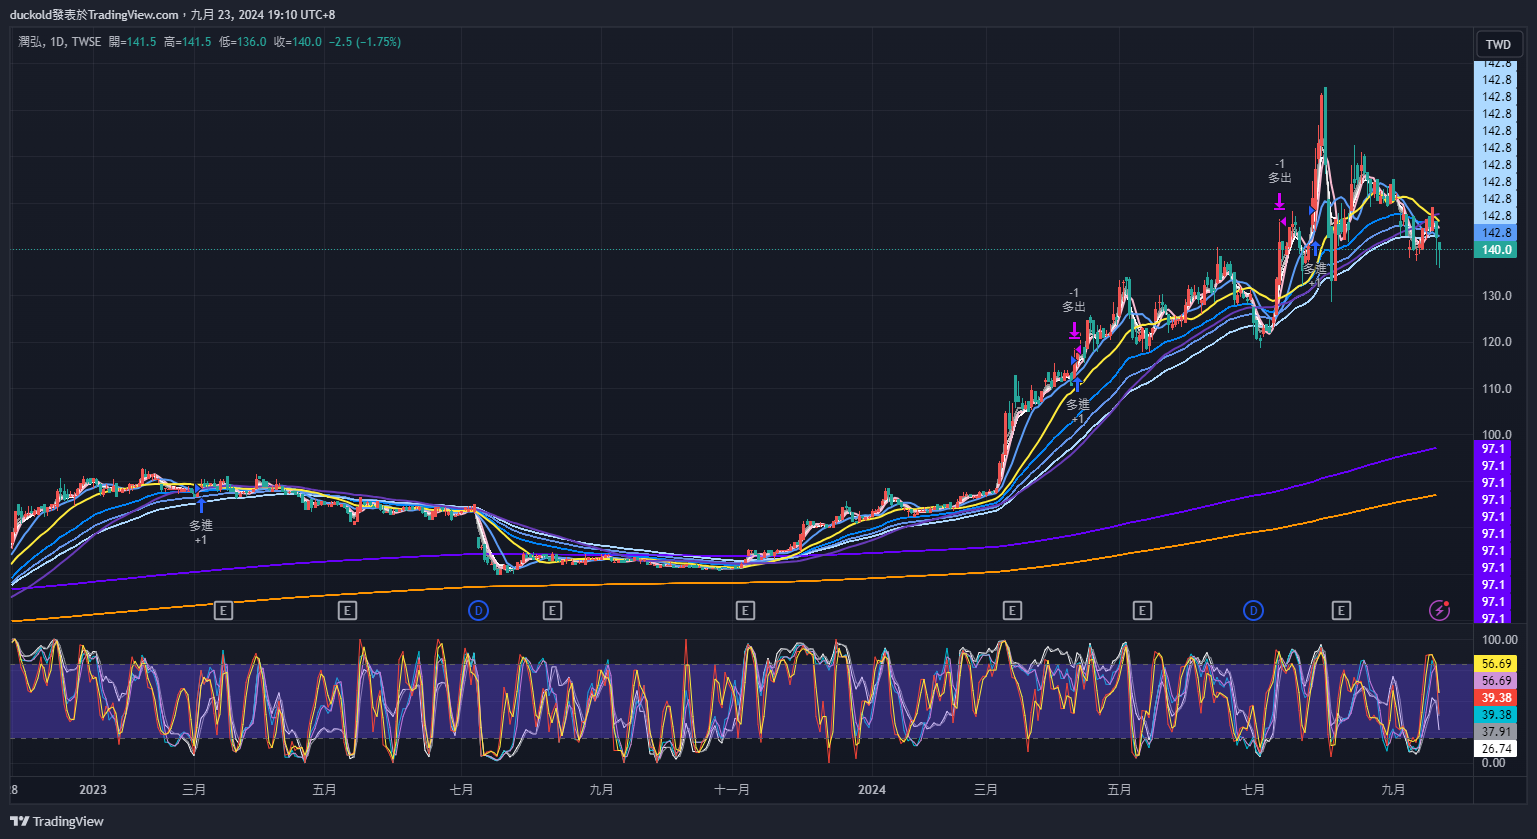 duckold發表於TradingView.com，九月 23, 2024 19:10 UTC+8
潤弘, 1D, TWSE 開=141.5 高=141.5 低=136.0 收=140.0 −2.5 (−1.75%)
TWD
142.8
142.8
142.8
142.8
142.8
142.8
142.8
142.8
142.8
142.8
142.8
140.0
130.0
120.0
110.0
100.0
97.1
97.1
97.1
97.1
97.1
97.1
97.1
97.1
97.1
97.1
97.1
-1
多出
多進
+1
-1
多出
多進
+1
多進
+1
E
E
D
E
E
E
E
D
E
100.00
56.69
56.69
39.38
39.38
37.91
26.74
0.00
8 2023 三月 五月 七月 九月 十一月 2024 三月 五月 七月 九月
TradingView